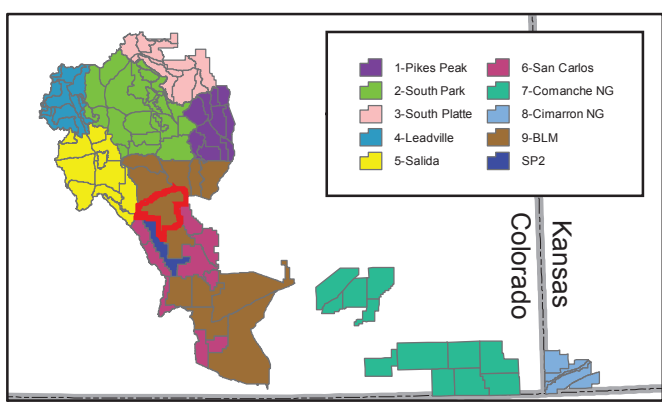 1-Pikes Peak
2-South Park
3-South Platte
4-Leadville
5-Salida
6-San Carlos
7-Comanche NG
8-Cimarron NG
9-BLM
SP2
Kansas
Colorado